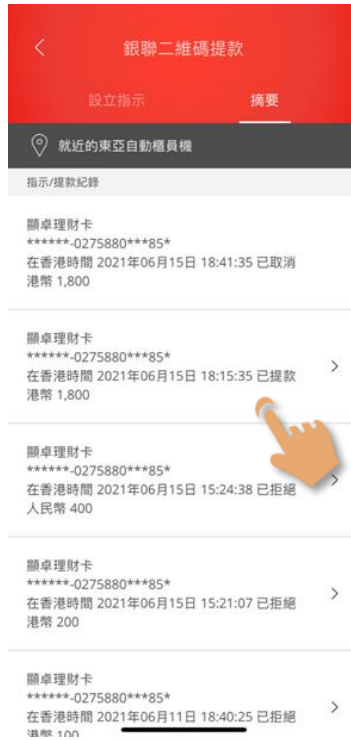 銀聯二維碼提款
設立指示 摘要
就近的東亞自動櫃員機
指示/提款紀錄
顯卓理財卡
******-0275880***85*
在香港時間 2021年06月15日 18:41:35 已取消
港幣 1,800
顯卓理財卡
******-0275880***85*
在香港時間 2021年06月15日 18:15:35 已提款
港幣 1,800
顯卓理財卡
******-0275880***85*
在香港時間 2021年06月15日 15:24:38 已拒絕
人民幣 400
顯卓理財卡
******-0275880***85*
在香港時間 2021年06月15日 15:21:07 已拒絕
港幣 200
顯卓理財卡
******-0275880***85*
在香港時間 2021年06月11日 18:40:25 已拒絕
港幣 100